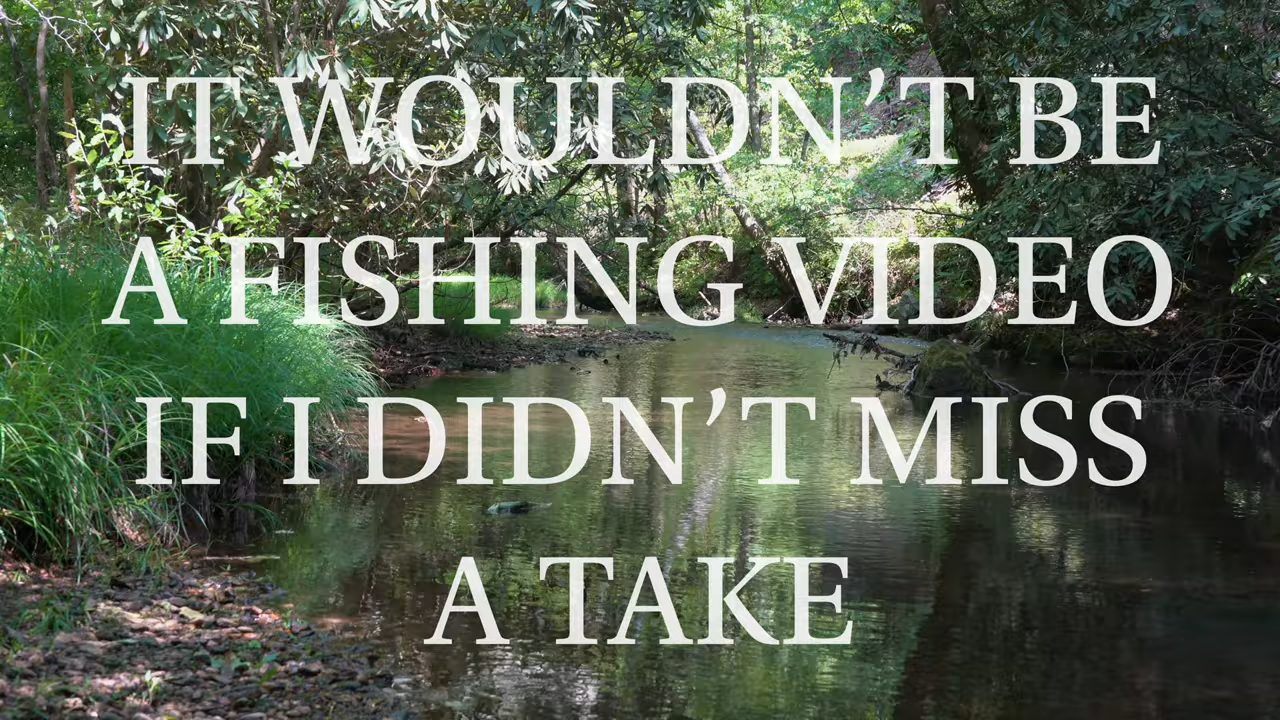 IT WOULDN’T BE
A FISHING VIDEO
IF I DIDN’T MISS
A TAKE